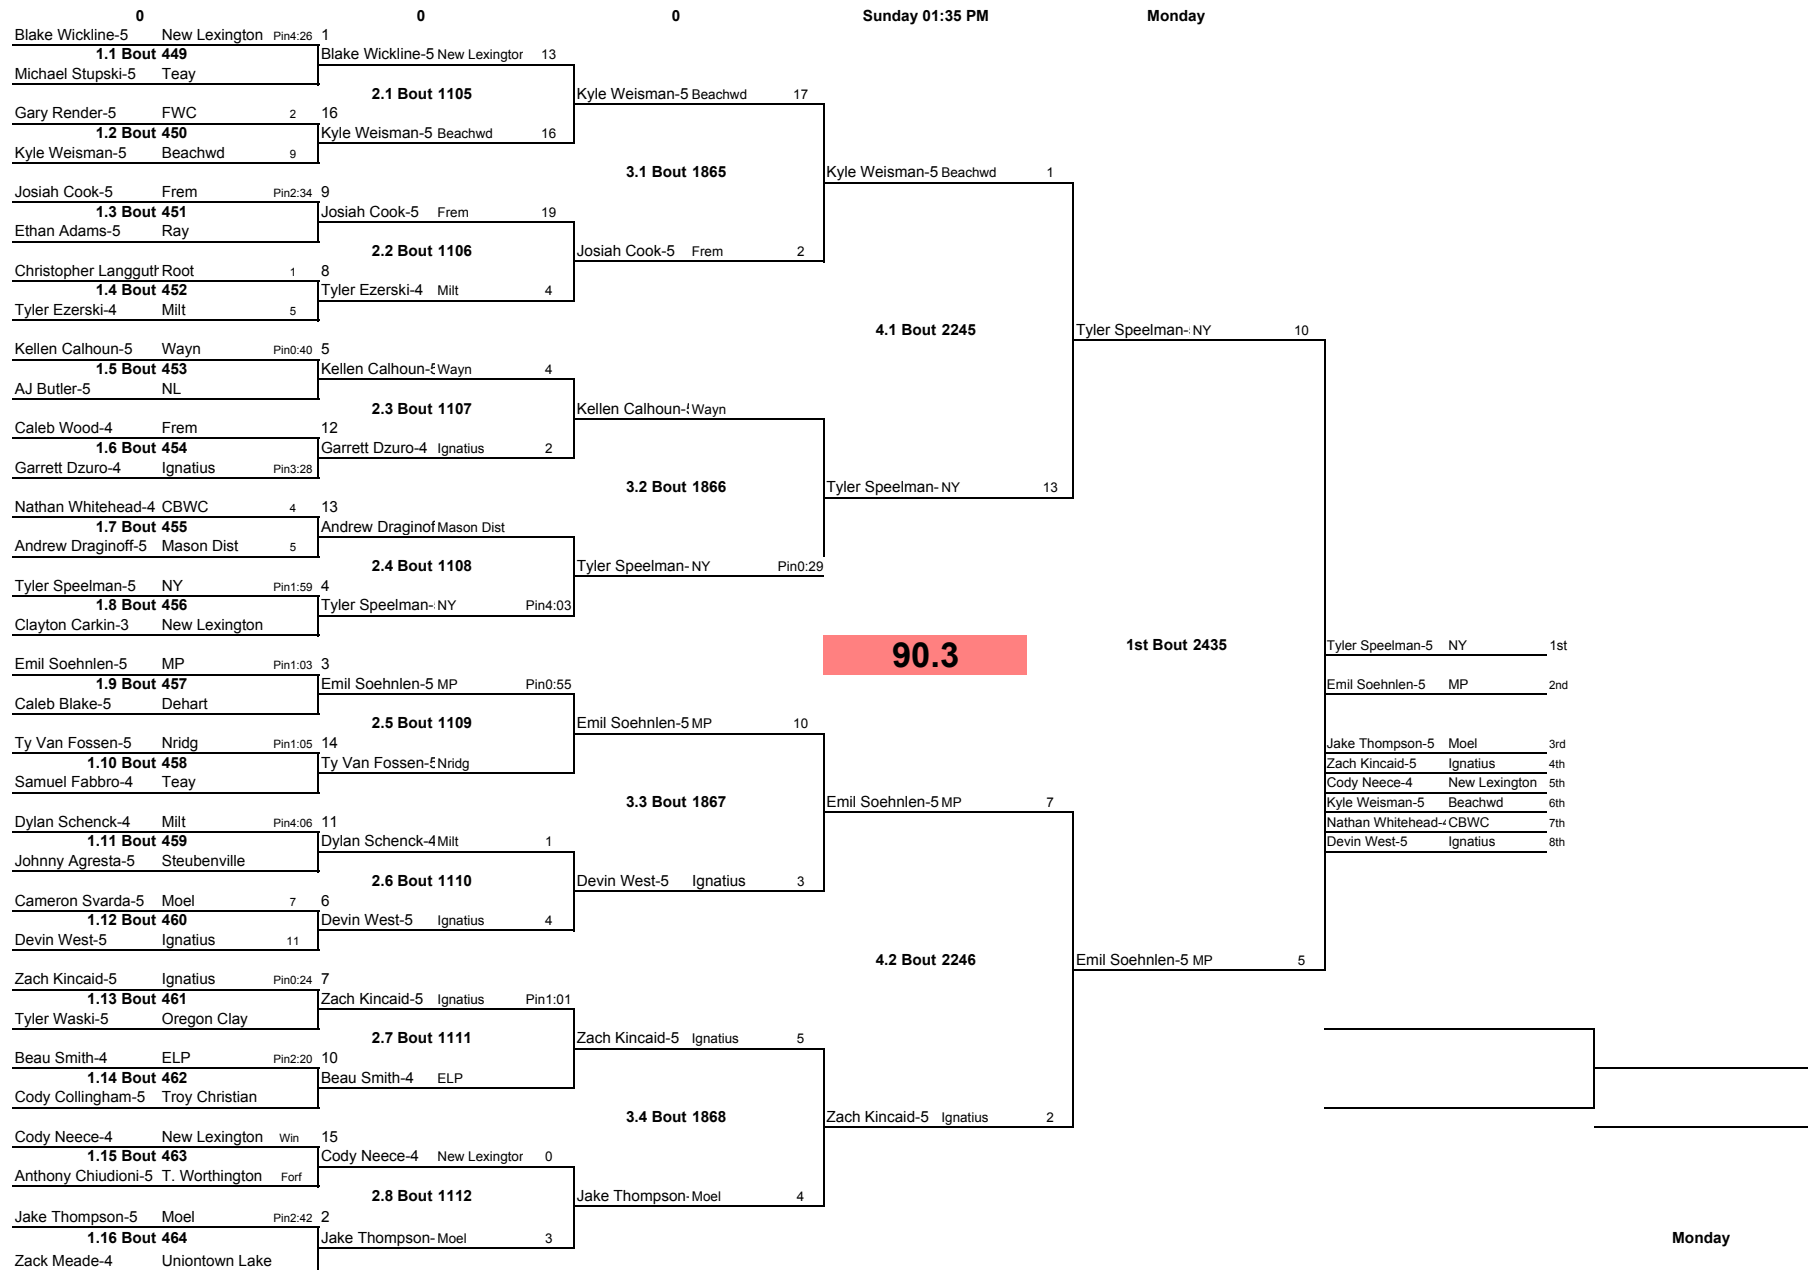 0 0 0 Sunday 01:35 PM Monday
Blake Wickline-5 New Lexington Pin4:26 1
1.1 Bout 449 Blake Wickline-5 New Lexington 13
Michael Stupski-5 Teay
2.1 Bout 1105 Kyle Weisman-5 Beachwd 17
Gary Render-5 FWC 2 16
1.2 Bout 450 Kyle Weisman-5 Beachwd 16
Kyle Weisman-5 Beachwd 9
3.1 Bout 1865 Kyle Weisman-5 Beachwd 1
Josiah Cook-5 Frem Pin2:34 9
1.3 Bout 451 Josiah Cook-5 Frem 19
Ethan Adams-5 Ray
2.2 Bout 1106 Josiah Cook-5 Frem 2
Christopher Langguth Root 1 8
1.4 Bout 452 Tyler Ezerski-4 Milt 4
Tyler Ezerski-4 Milt 5
4.1 Bout 2245 Tyler Speelman- NY 10
Kellen Calhoun-5 Wayn Pin0:40 5
1.5 Bout 453 Kellen Calhoun-5 Wayn 4
AJ Butler-5 NL
2.3 Bout 1107 Kellen Calhoun- Wayn
Caleb Wood-4 Frem 12
1.6 Bout 454 Garrett Dzuro-4 Ignatius 2
Garrett Dzuro-4 Ignatius Pin3:28
3.2 Bout 1866 Tyler Speelman- NY 13
Nathan Whitehead-4 CBWC 4 13
1.7 Bout 455 Andrew Draginof Mason Dist
Andrew Draginoff-5 Mason Dist 5
2.4 Bout 1108 Tyler Speelman- NY Pin0:29
Tyler Speelman-5 NY Pin1:59 4
1.8 Bout 456 Tyler Speelman- NY Pin4:03
Clayton Carkin-3 New Lexington
90.3 1st Bout 2435 Tyler Speelman-5 NY 1st
Emil Soehnlen-5 MP Pin1:03 3
1.9 Bout 457 Emil Soehnlen-5 MP Pin0:55 Emil Soehnlen-5 MP 2nd
Caleb Blake-5 Dehart
2.5 Bout 1109 Emil Soehnlen-5 MP 10
Ty Van Fossen-5 Nridg Pin1:05 14 Jake Thompson-5 Moel 3rd
1.10 Bout 458 Ty Van Fossen-5 Nridg Zach Kincaid-5 Ignatius 4th
Samuel Fabbro-4 Teay Cody Neece-4 New Lexington 5th
3.3 Bout 1867 Emil Soehnlen-5 MP 7 Kyle Weisman-5 Beachwd 6th
Dylan Schenck-4 Milt Pin4:06 11 Nathan Whitehead-4 CBWC 7th
1.11 Bout 459 Dylan Schenck-4 Milt 1 Devin West-5 Ignatius 8th
Johnny Agresta-5 Steubenville
2.6 Bout 1110 Devin West-5 Ignatius 3
Cameron Svarda-5 Moel 7 6
1.12 Bout 460 Devin West-5 Ignatius 4
Devin West-5 Ignatius 11
4.2 Bout 2246 Emil Soehnlen-5 MP 5
Zach Kincaid-5 Ignatius Pin0:24 7
1.13 Bout 461 Zach Kincaid-5 Ignatius Pin1:01
Tyler Waski-5 Oregon Clay
2.7 Bout 1111 Zach Kincaid-5 Ignatius 5
Beau Smith-4 ELP Pin2:20 10
1.14 Bout 462 Beau Smith-4 ELP
Cody Collingham-5 Troy Christian
3.4 Bout 1868 Zach Kincaid-5 Ignatius 2
Cody Neece-4 New Lexington Win 15
1.15 Bout 463 Cody Neece-4 New Lexington 0
Anthony Chiudioni-5 T. Worthington Forf
2.8 Bout 1112 Jake Thompson- Moel 4
Jake Thompson-5 Moel Pin2:42 2
1.16 Bout 464 Jake Thompson- Moel 3 Monday
Zack Meade-4 Uniontown Lake